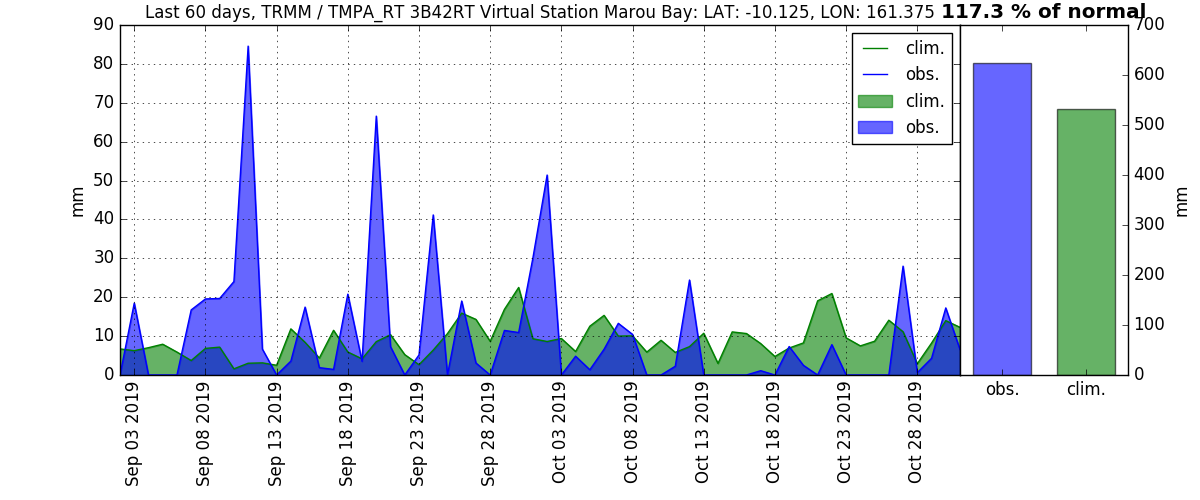 Last 60 days, TRMM / TMPA_RT 3B42RT Virtual Station Marou Bay: LAT: -10.125, LON: 161.375 117.3 % of normal
90
80
70
60
50
40
30
20
10
0
mm
clim.
obs.
clim.
obs.
700
600
500
400
300
200
100
0
mm
Sep 03 2019
Sep 08 2019
Sep 13 2019
Sep 18 2019
Sep 23 2019
Sep 28 2019
Oct 03 2019
Oct 08 2019
Oct 13 2019
Oct 18 2019
Oct 23 2019
Oct 28 2019
obs.
clim.